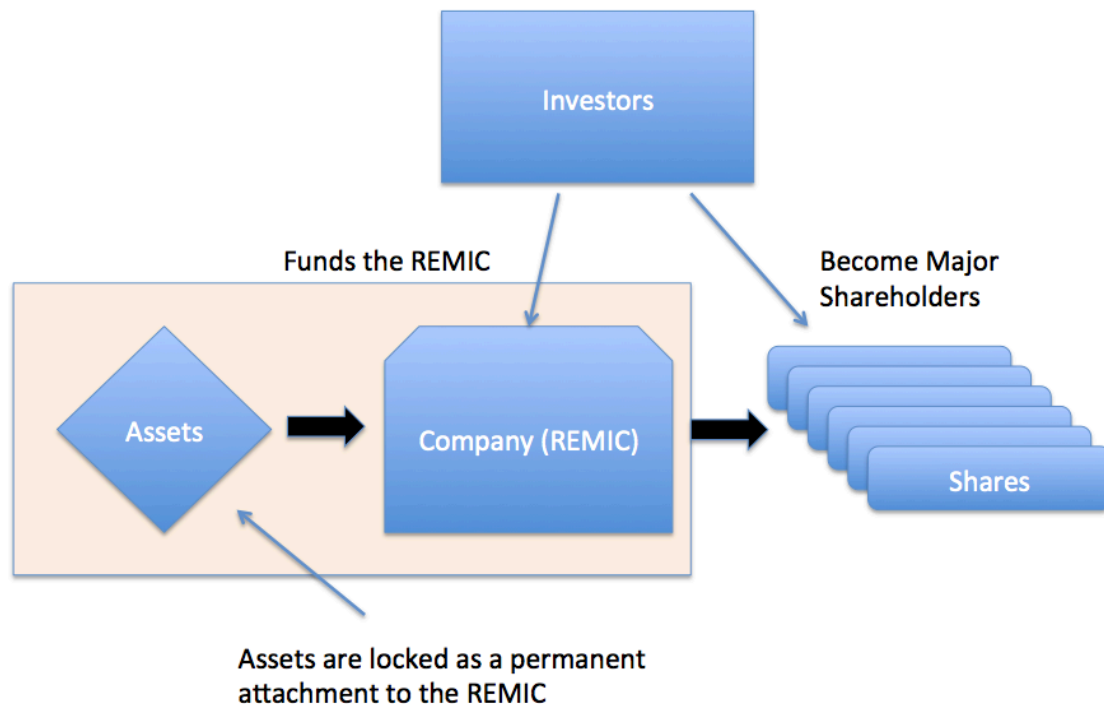 Investors
Funds the REMIC
Become Major
Shareholders
Assets
Company (REMIC)
Shares
Assets are locked as a permanent
attachment to the REMIC